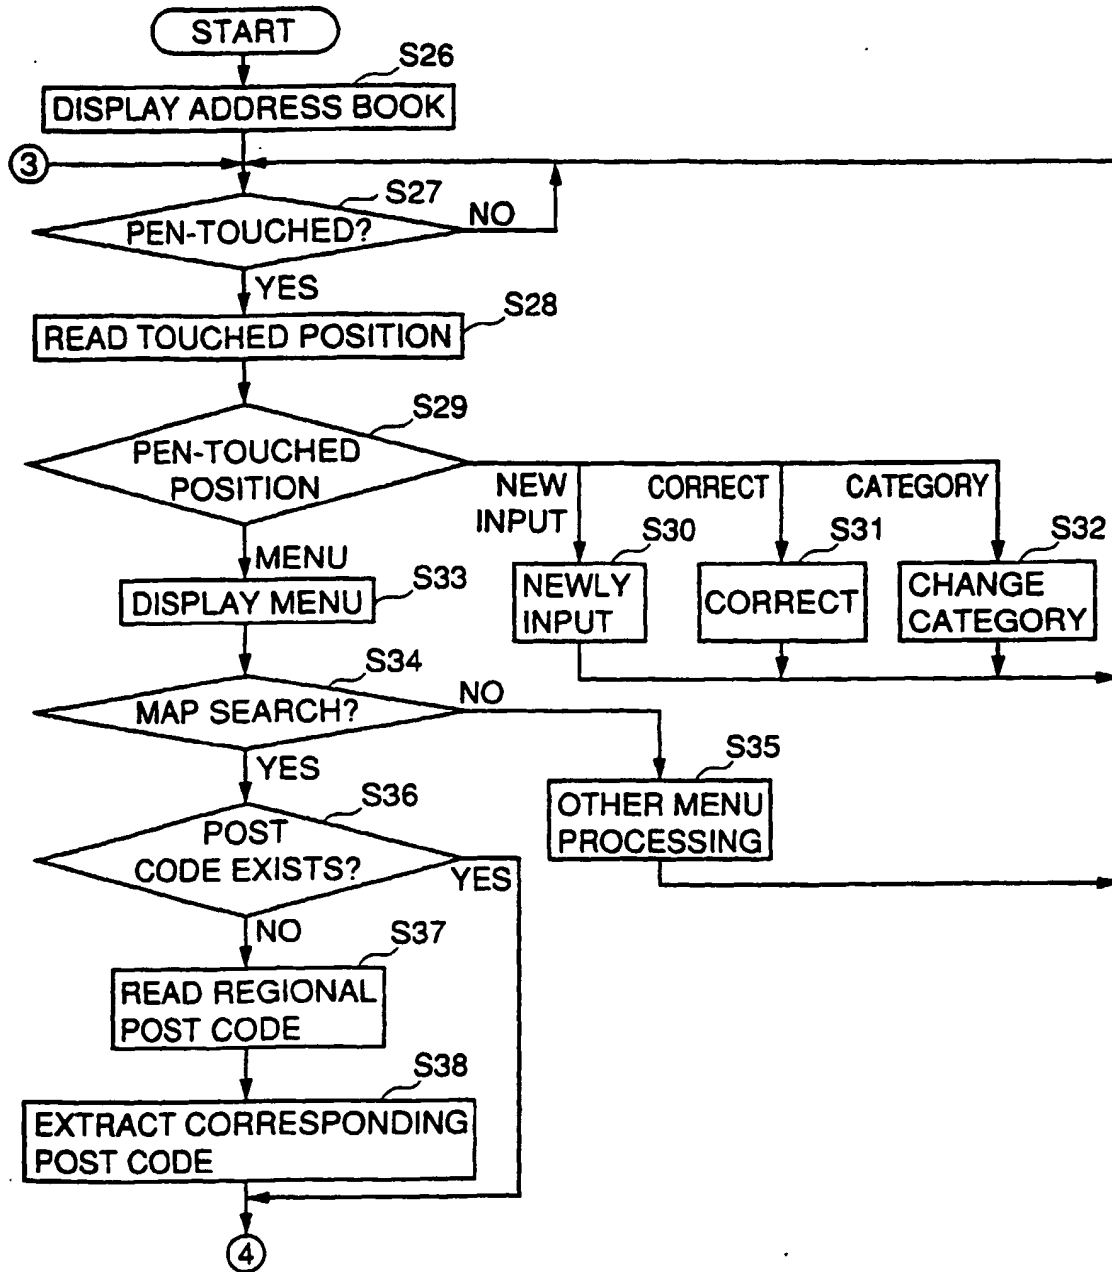 START
S26
DISPLAY ADDRESS BOOK
3
S27
PEN-TOUCHED?
NO
YES
S28
READ TOUCHED POSITION
S29
PEN-TOUCHED
POSITION
NEW
INPUT
CORRECT
CATEGORY
S30
S31
S32
MENU
S33
DISPLAY MENU
NEWLY
INPUT
CORRECT
CHANGE
CATEGORY
S34
MAP SEARCH?
NO
YES
S35
OTHER MENU
PROCESSING
S36
POST
CODE EXISTS?
YES
NO
S37
READ REGIONAL
POST CODE
S38
EXTRACT CORRESPONDING
POST CODE
4